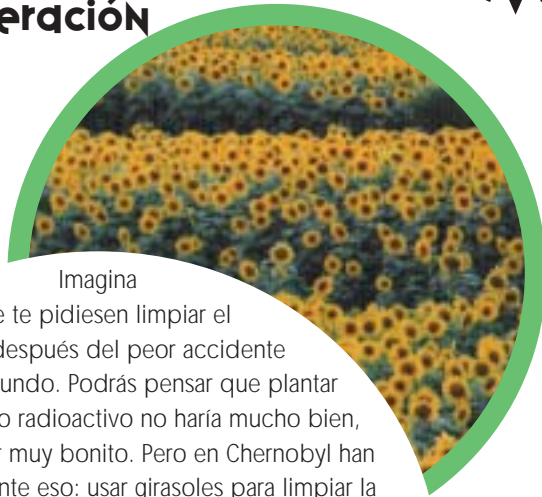 eración
Imagina
e te pidiesen limpiar el
después del peor accidente
undo. Podrás pensar que plantar
o radioactivo no haría mucho bien,
r muy bonito. Pero en Chernobyl han
nte eso: usar girasoles para limpiar la